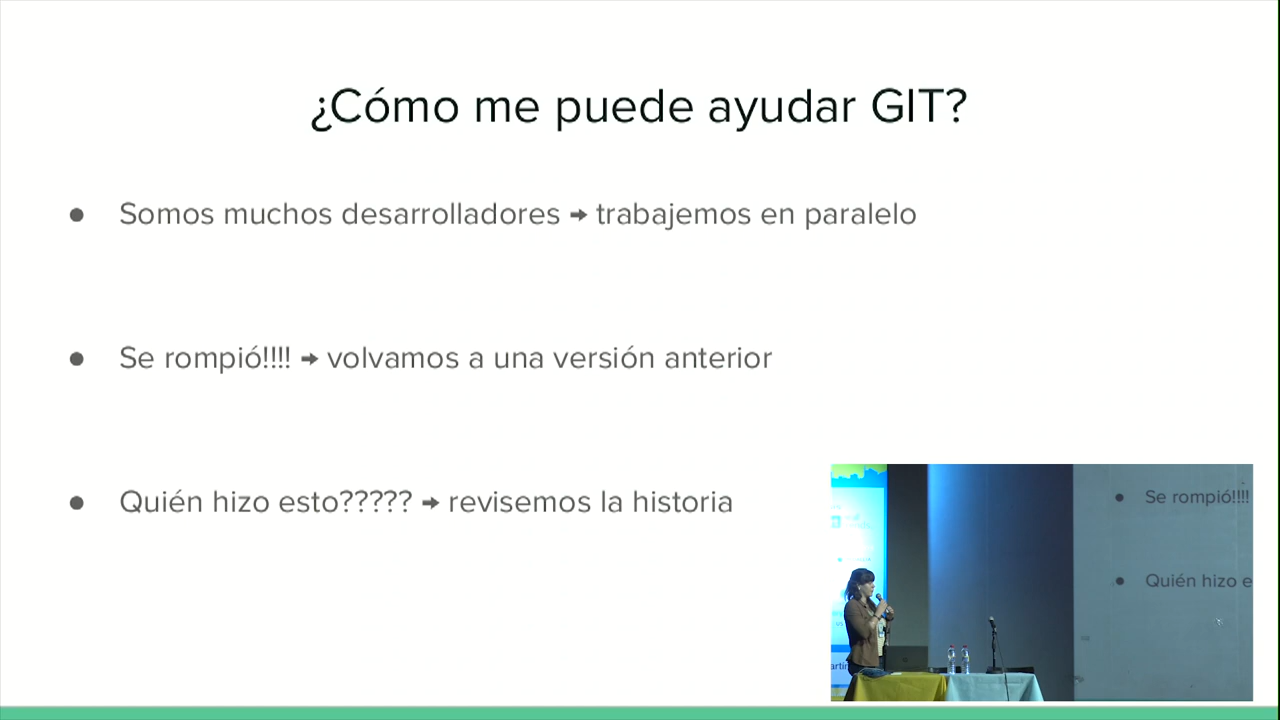 ¿Cómo me puede ayudar GIT?
● Somos muchos desarrolladores → trabajemos en paralelo
● Se rompió!!!! → volvamos a una versión anterior
● Quién hizo esto????? → revisemos la historia
● Se rompió!!!!
● Quién hizo e